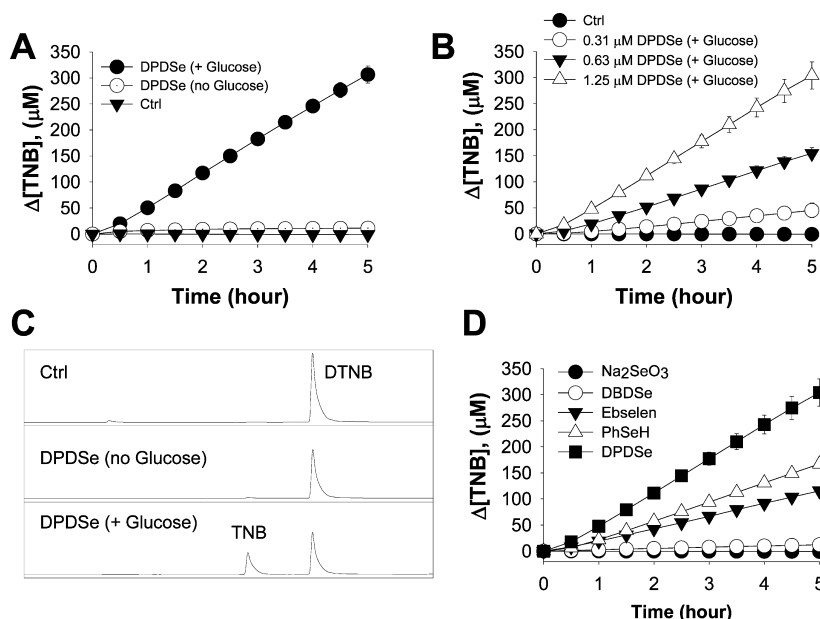 A
DPDSe (+ Glucose)
DPDSe (no Glucose)
Ctrl
350
300
250
200
150
100
50
0
Δ[TNB], (μM)
0 1 2 3 4 5
Time (hour)
B
Ctrl
0.31 μM DPDSe (+ Glucose)
0.63 μM DPDSe (+ Glucose)
1.25 μM DPDSe (+ Glucose)
350
300
250
200
150
100
50
0
Δ[TNB], (μM)
0 1 2 3 4 5
Time (hour)
C
Ctrl
DTNB
DPDSe (no Glucose)
DPDSe (+ Glucose)
TNB
D
Na2SeO3
DBDSe
Ebselen
PhSeH
DPDSe
350
300
250
200
150
100
50
0
Δ[TNB], (μM)
0 1 2 3 4 5
Time (hour)